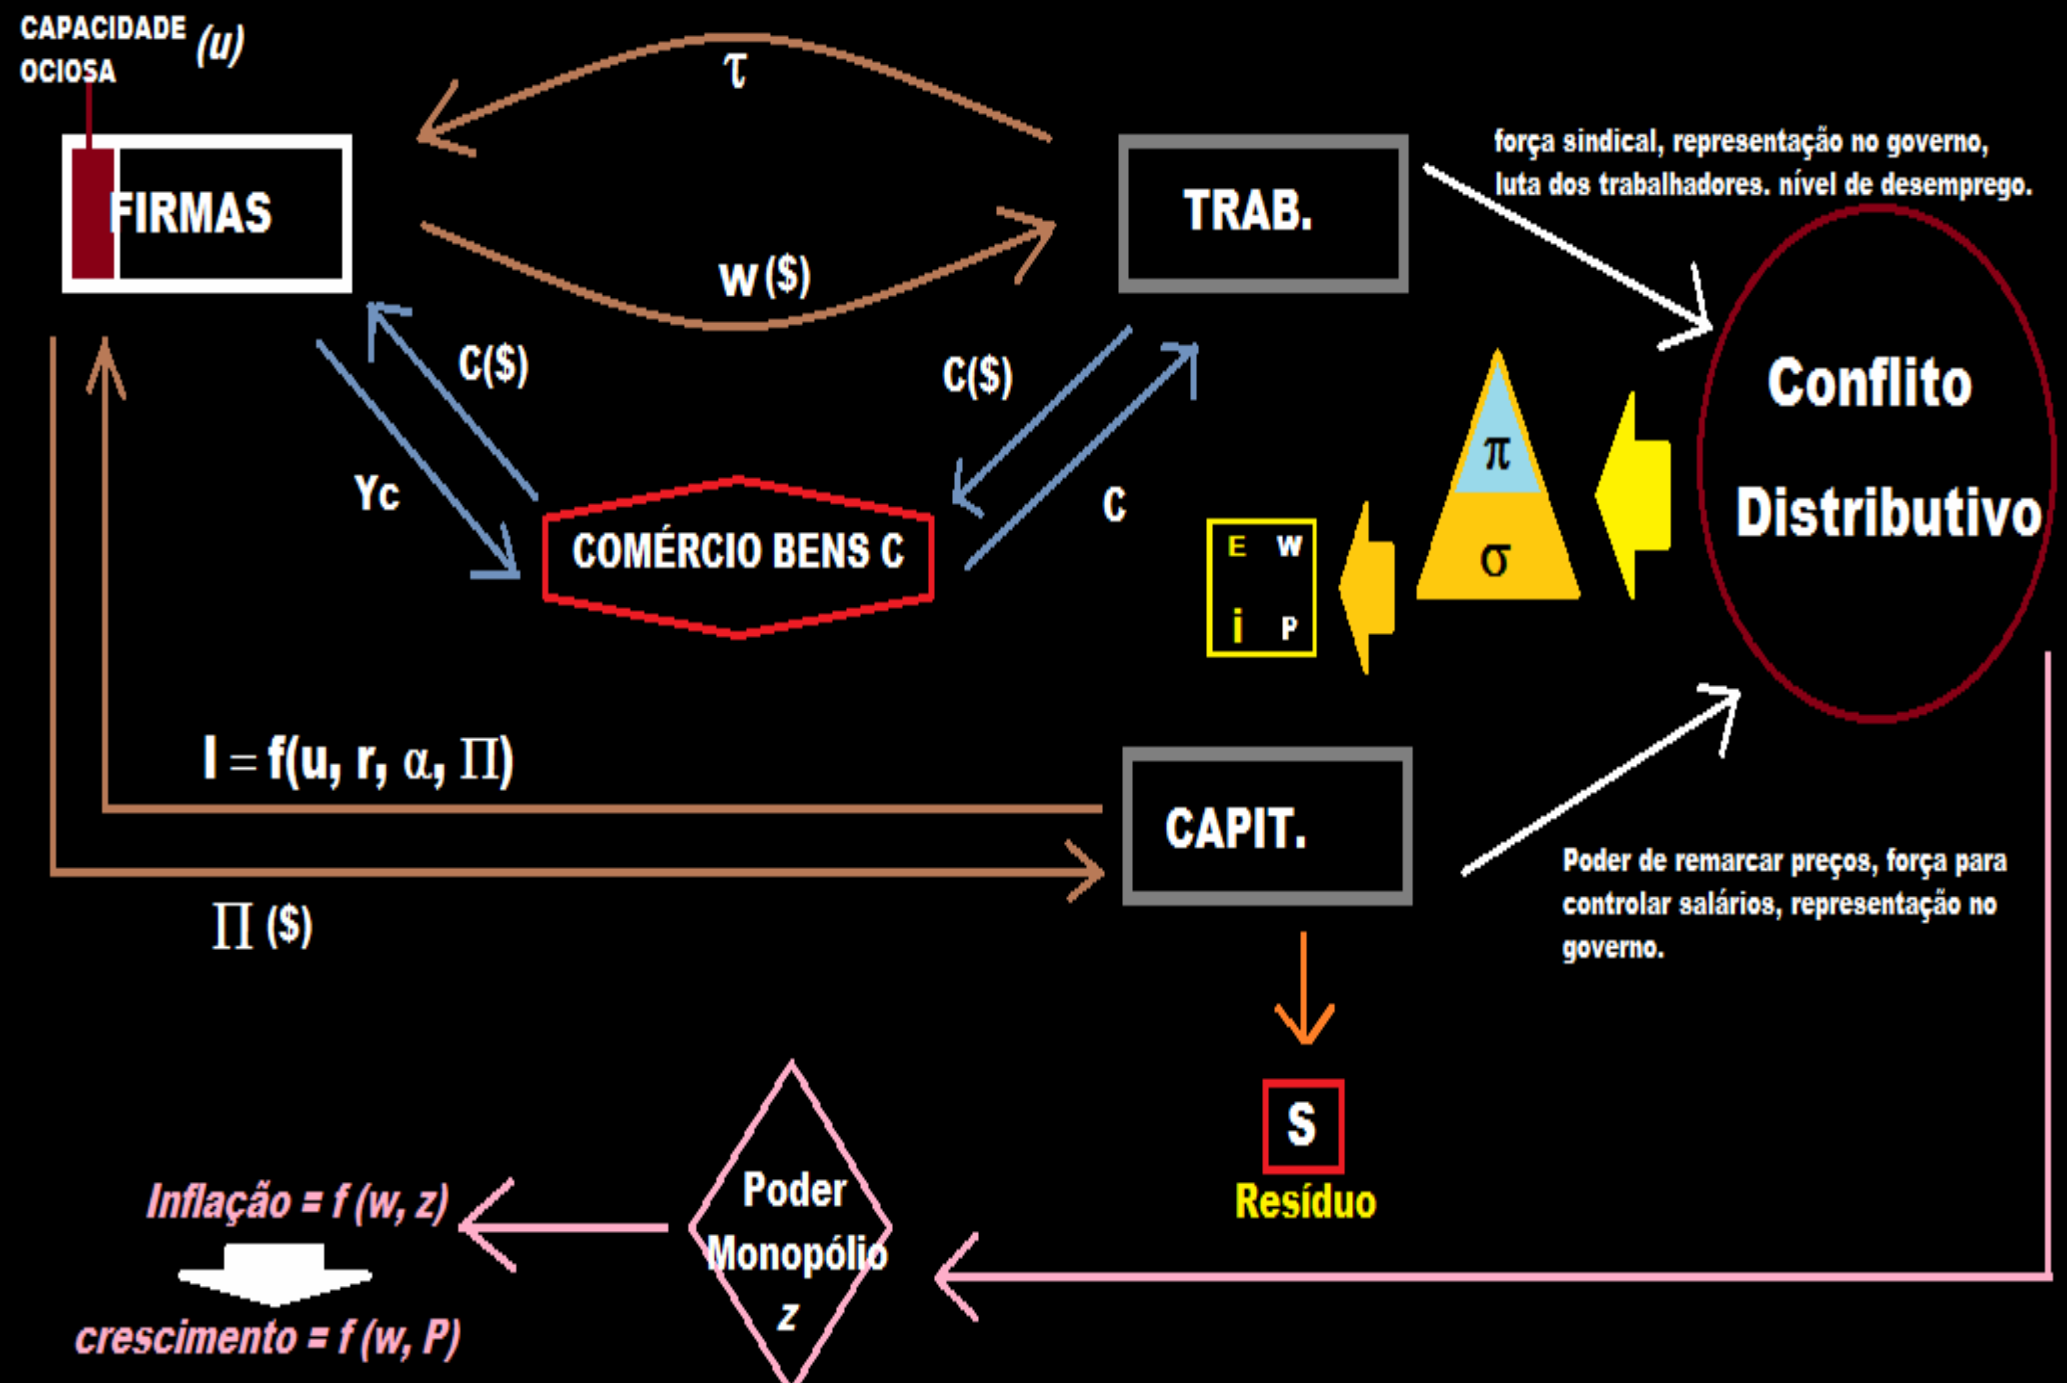 CAPACIDADE
OCIOSA
(u)
τ
FIRMAS
TRAB.
força sindical, representação no governo,
luta dos trabalhadores. nível de desemprego.
w ($)
C($)
C($)
Yc
C
COMÉRCIO BENS C
Conflito
Distributivo
π
σ
E W
i P
I = f(u, r, α, Π)
CAPIT.
Π ($)
Poder de remarcar preços, força para
controlar salários, representação no
governo.
S
Resíduo
Poder
Monopólio
z
Inflação = f (w, z)
crescimento = f (w, P)